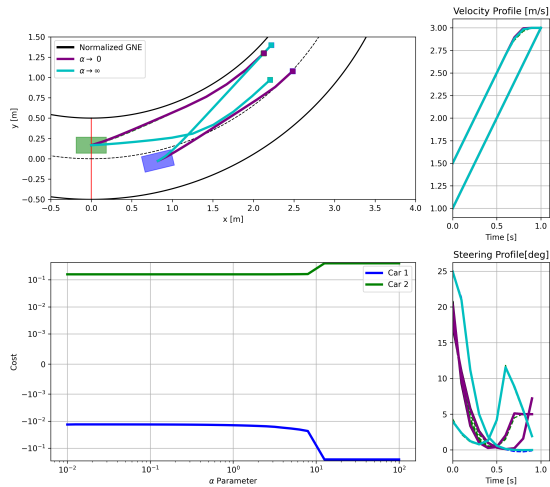 Velocity Profile [m/s]
1.50
1.25
1.00
0.75
0.50
0.25
0.00
−0.25
−0.50
y [m]
Normalized GNE
α → 0
α → ∞
−0.5 0.0 0.5 1.0 1.5 2.0 2.5 3.0 3.5 4.0
x [m]
3.00
2.75
2.50
2.25
2.00
1.75
1.50
1.25
1.00
0.0 0.5 1.0
Time [s]
Steering Profile[deg]
Cost
10⁻¹
10⁻²
10⁻³
0
−10⁻³
−10⁻²
−10⁻¹
Car 1
Car 2
10⁻² 10⁻¹ 10⁰ 10¹ 10²
α Parameter
25
20
15
10
5
0
0.0 0.5 1.0
Time [s]